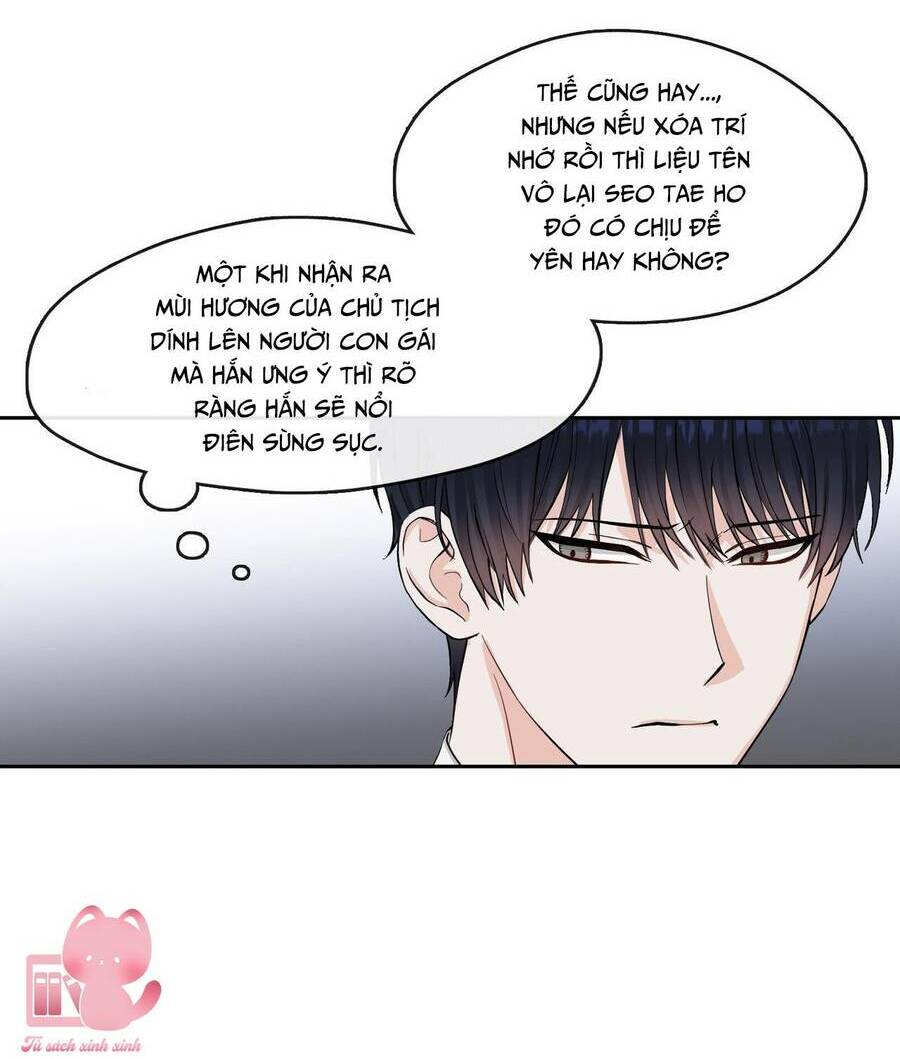 THẾ CŨNG HAY...,
NHƯNG NẾU XÓA TRÍ
NHỚ RỒI THÌ LIỆU TÊN
VÔ LẠI SEO TAE HO
ĐÓ CÓ CHỊU ĐỂ
YÊN HAY KHÔNG?
MỘT KHI NHẬN RA
MÙI HƯƠNG CỦA CHỦ TỊCH
DÍNH LÊN NGƯỜI CON GÁI
MÀ HẮN ƯNG Ý THÌ RÕ
RÀNG HẮN SẼ NỔI
ĐIÊN SÙNG SỤC.
Tủ sách xinh xinh